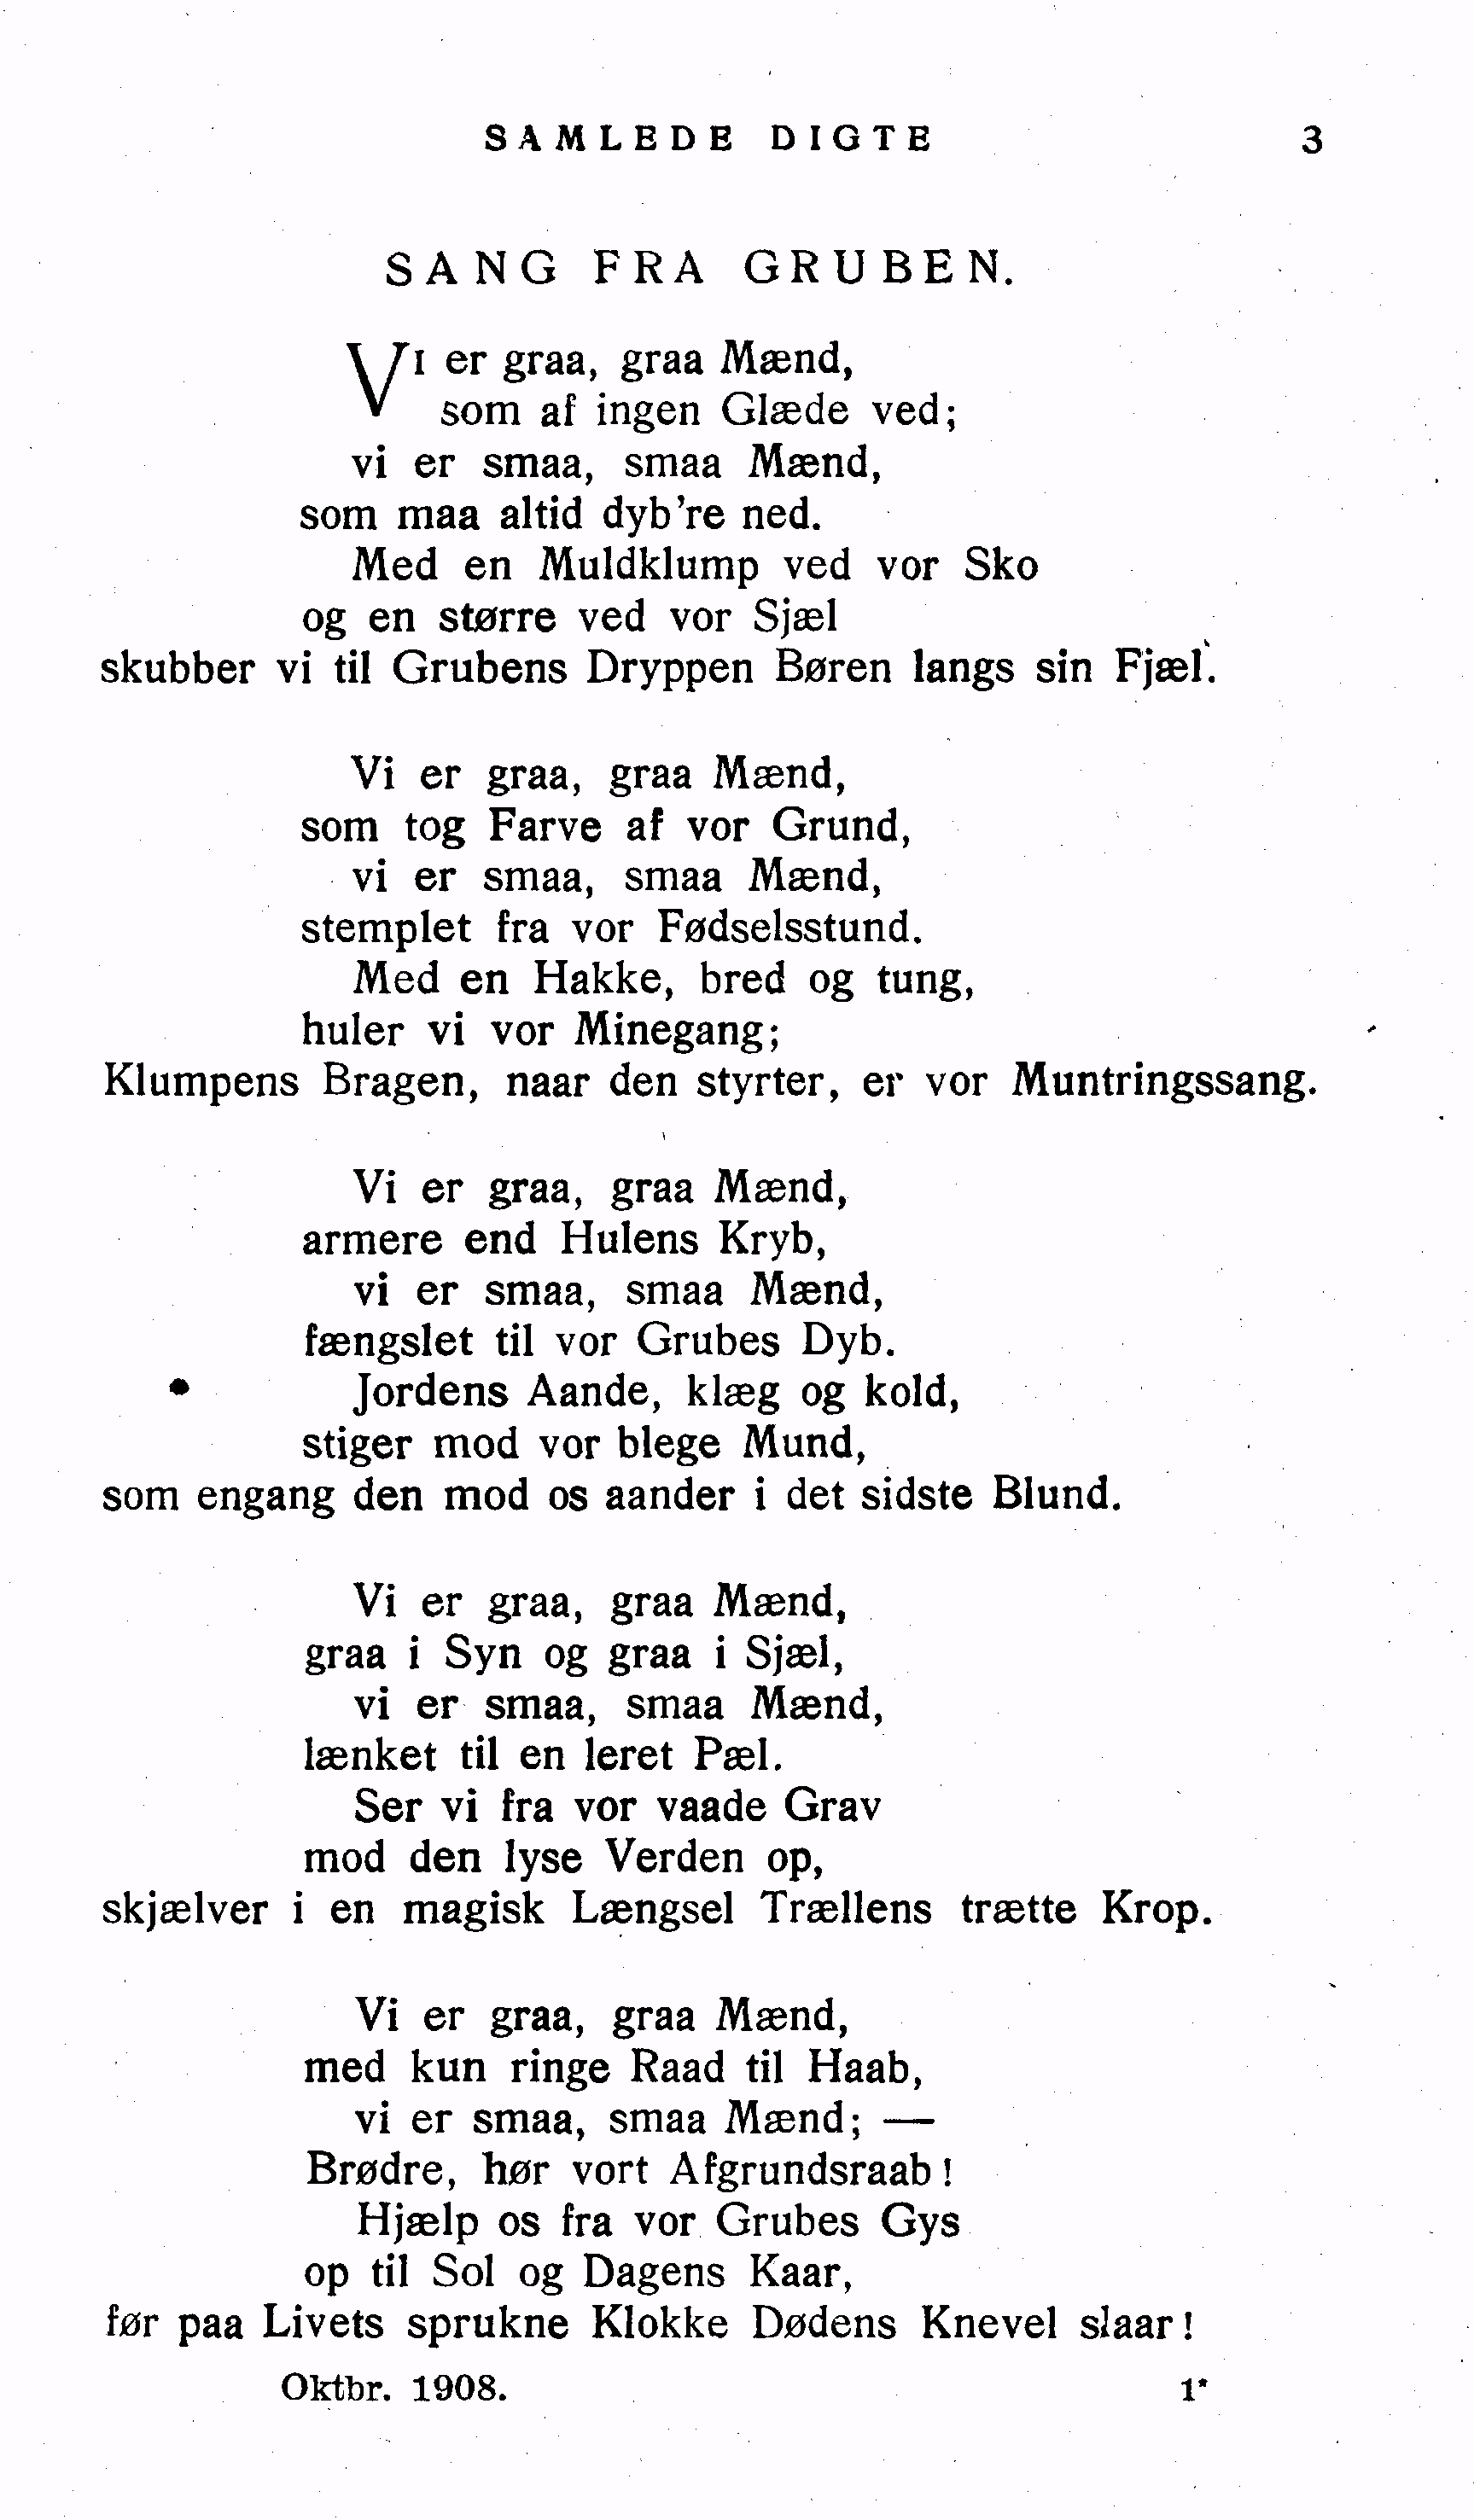 SAMLEDE DIGTE 3
SANG FRA GRUBEN.
VI er graa, graa Mænd,
som af ingen Glæde ved;
vi er smaa, smaa Mænd,
som maa altid dyb're ned.
Med en Muldklump ved vor Sko
og en større ved vor Sjæl
skubber vi til Grubens Dryppen Børen langs sin Fjæl.
Vi er graa, graa Mænd,
som tog Farve af vor Grund,
vi er smaa, smaa Mænd,
stemplet fra vor Fødselsstund.
Med en Hakke, bred og tung,
huler vi vor Minegang;
Klumpens Bragen, naar den styrter, er vor Muntringssang.
Vi er graa, graa Mænd,
armere end Hulens Kryb,
vi er smaa, smaa Mænd,
fængslet til vor Grubes Dyb.
Jordens Aande, klæg og kold,
stiger mod vor blege Mund,
som engang den mod os aander i det sidste Blund.
Vi er graa, graa Mænd,
graa i Syn og graa i Sjæl,
vi er smaa, smaa Mænd,
lænket til en leret Pæl.
Ser vi fra vor vaade Grav
mod den lyse Verden op,
skjælver i en magisk Længsel Trællens trætte Krop.
Vi er graa, graa Mænd,
med kun ringe Raad til Haab,
vi er smaa, smaa Mænd; —
Brødre, hør vort Afgrundsraab!
Hjælp os fra vor Grubes Gys
op til Sol og Dagens Kaar,
før paa Livets sprukne Klokke Dødens Knevel slaar!
Oktbr. 1908. 1*